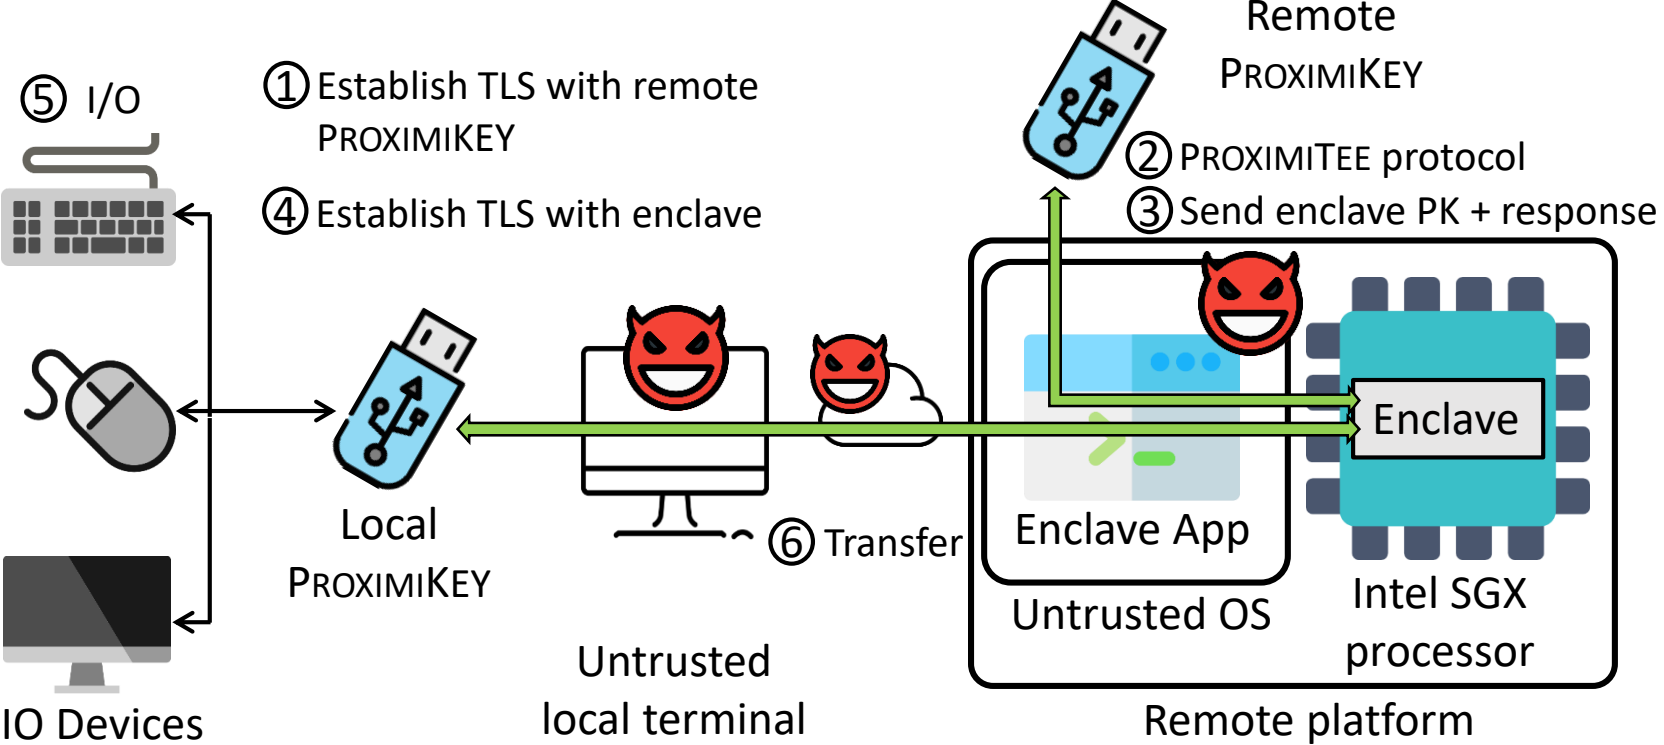 Remote
PROXIMIKEY
⑤ I/O
① Establish TLS with remote
PROXIMIKEY
② PROXIMITEE protocol
④ Establish TLS with enclave
③ Send enclave PK + response
Enclave
Local
PROXIMIKEY
⑥ Transfer
Enclave App
Untrusted OS
Intel SGX
processor
Untrusted
local terminal
IO Devices
Remote platform